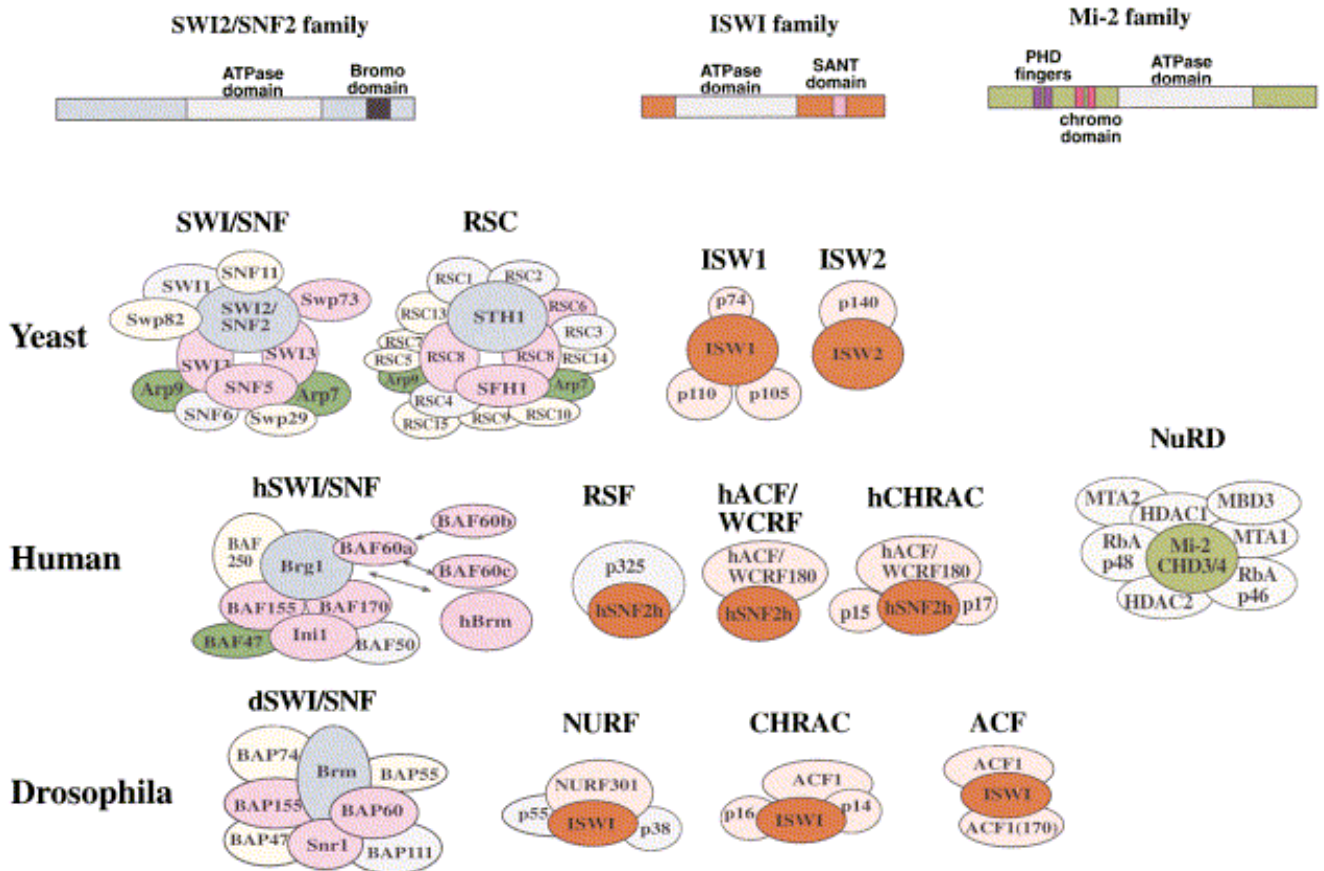 SWI2/SNF2 family
ISWI family
Mi-2 family
ATPase
domain
Bromo
domain
ATPase
domain
SANT
domain
PHD
fingers
ATPase
domain
chromo
domain
SWI/SNF
RSC
ISW1
ISW2
Yeast
SNF11
SWI1
SWI2/
SNF2
Swp73
Swp82
SWI3
SWI3
Arp9
SNF5
Arp7
SNF6
Swp29
RSC1
RSC2
STH1
RSC6
RSC13
RSC3
RSC7
RSC5
RSC8
RSC8
RSC14
Arp9
SFH1
Arp7
RSC4
RSC15
RSC9
RSC10
p74
ISW1
p110
p105
p140
ISW2
NuRD
hSWI/SNF
RSF
hACF/
WCRF
hCHRAC
Human
BAF
250
Brg1
BAF60a
BAF60b
BAF60c
hBrm
BAF155
BAF170
BAF47
Ini1
BAF50
p325
hSNF2h
hACF/
WCRF180
hSNF2h
hACF/
WCRF180
p15
hSNF2h
p17
MTA2
HDAC1
MBD3
RbA
p48
Mi-2
CHD3/4
MTA1
RbA
p46
HDAC2
dSWI/SNF
NURF
CHRAC
ACF
Drosophila
BAP74
Brm
BAP55
BAP155
BAP60
BAP47
Snr1
BAP111
NURF301
p55
ISWI
p38
ACF1
p16
ISWI
p14
ACF1
ISWI
ACF1(170)